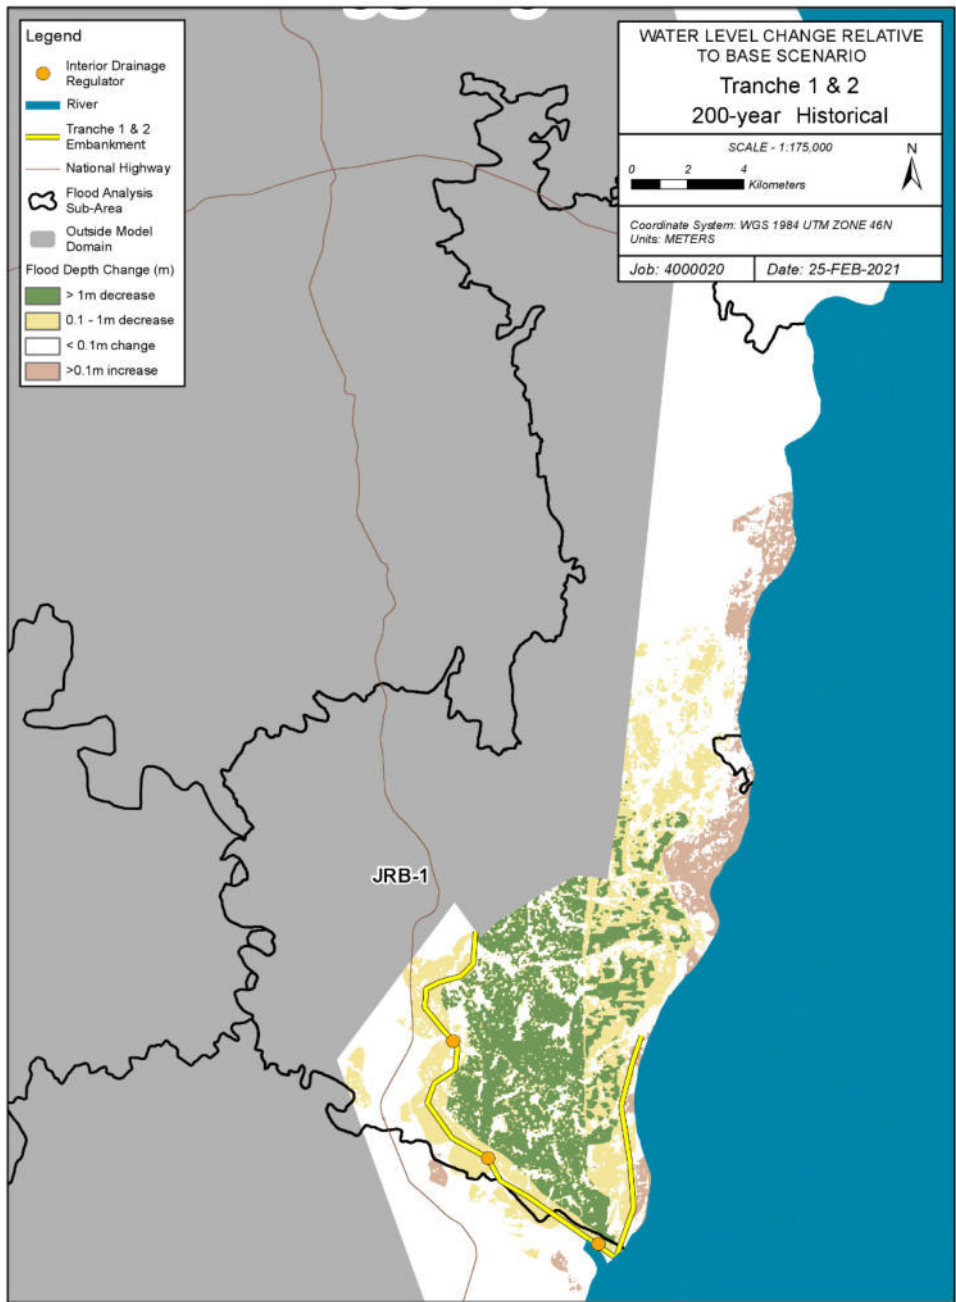 Legend
Interior Drainage
Regulator
River
Tranche 1 & 2
Embankment
National Highway
Flood Analysis
Sub-Area
Outside Model
Domain
Flood Depth Change (m)
> 1m decrease
0.1 - 1m decrease
< 0.1m change
>0.1m increase
WATER LEVEL CHANGE RELATIVE
TO BASE SCENARIO
Tranche 1 & 2
200-year Historical
SCALE - 1:175,000
N
0 2 4
Kilometers
Coordinate System: WGS 1984 UTM ZONE 46N
Units: METERS
Job: 4000020 Date: 25-FEB-2021
JRB-1